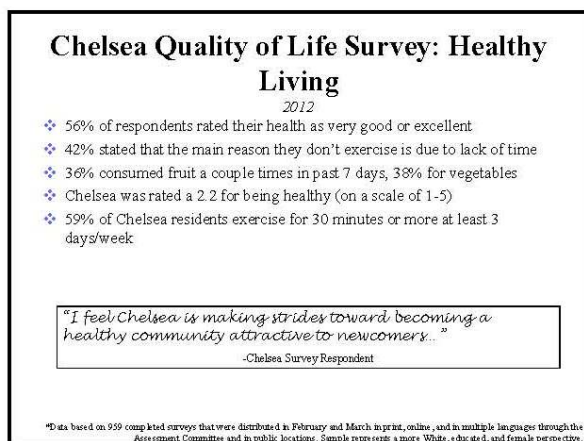 Chelsea Quality of Life Survey: Healthy
Living
2012
❖ 56% of respondents rated their health as very good or excellent
❖ 42% stated that the main reason they don't exercise is due to lack of time
❖ 36% consumed fruit a couple times in past 7 days, 38% for vegetables
❖ Chelsea was rated a 2.2 for being healthy (on a scale of 1-5)
❖ 59% of Chelsea residents exercise for 30 minutes or more at least 3
days/week
"I feel Chelsea is making strides toward becoming a
healthy community attractive to newcomers..."
-Chelsea Survey Respondent
*Data based on 959 completed surveys that were distributed in February and March in print, online, and in multiple languages through the
Assessment Committee and in public locations. Sample represents a more White, educated, and female perspective.